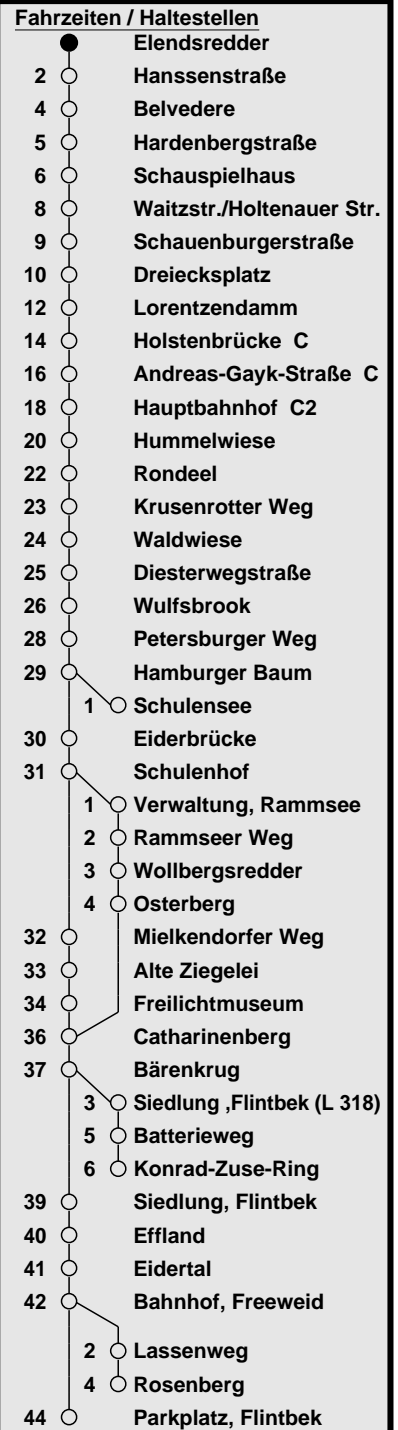 Fahrzeiten / Haltestellen
Elendsredder
2 Hanssenstraße
4 Belvedere
5 Hardenbergstraße
6 Schauspielhaus
8 Waitzstr./Holtenauer Str.
9 Schauenburgerstraße
10 Dreiecksplatz
12 Lorentzendamm
14 Holstenbrücke C
16 Andreas-Gayk-Straße C
18 Hauptbahnhof C2
20 Hummelwiese
22 Rondeel
23 Krusenrotter Weg
24 Waldwiese
25 Diesterwegstraße
26 Wulfsbrook
28 Petersburger Weg
29 Hamburger Baum
1 Schulensee
30 Eiderbrücke
31 Schulenhof
1 Verwaltung, Rammsee
2 Rammseer Weg
3 Wollbergsredder
4 Osterberg
32 Mielkendorfer Weg
33 Alte Ziegelei
34 Freilichtmuseum
36 Catharinenberg
37 Bärenkrug
3 Siedlung ,Flintbek (L 318)
5 Batterieweg
6 Konrad-Zuse-Ring
39 Siedlung, Flintbek
40 Effland
41 Eidertal
42 Bahnhof, Freeweid
2 Lassenweg
4 Rosenberg
44 Parkplatz, Flintbek